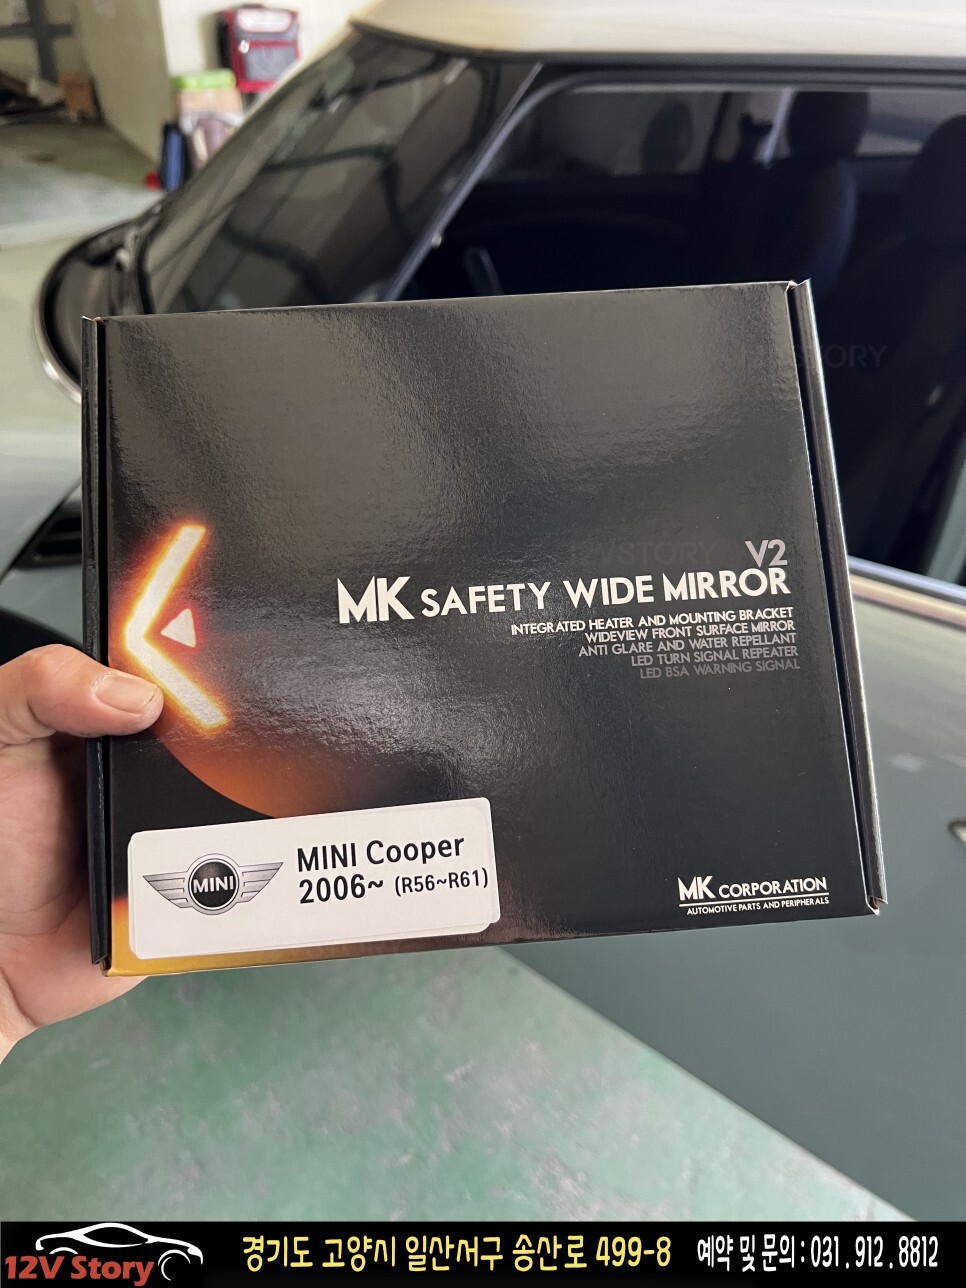 12VSTORY
V2
MK SAFETY WIDE MIRROR
INTEGRATED HEATER AND MOUNTING BRACKET
WIDEVIEW FRONT SURFACE MIRROR
ANTI GLARE AND WATER REPELLANT
LED TURN SIGNAL REPEATER
LED BSA WARNING SIGNAL
MINI
MINI Cooper
2006~ (R56~R61)
MK CORPORATION
AUTOMOTIVE PARTS AND PERIPHERALS
12V Story
경기도 고양시 일산서구 송산로 499-8 예약 및 문의 : 031 . 912 . 8812